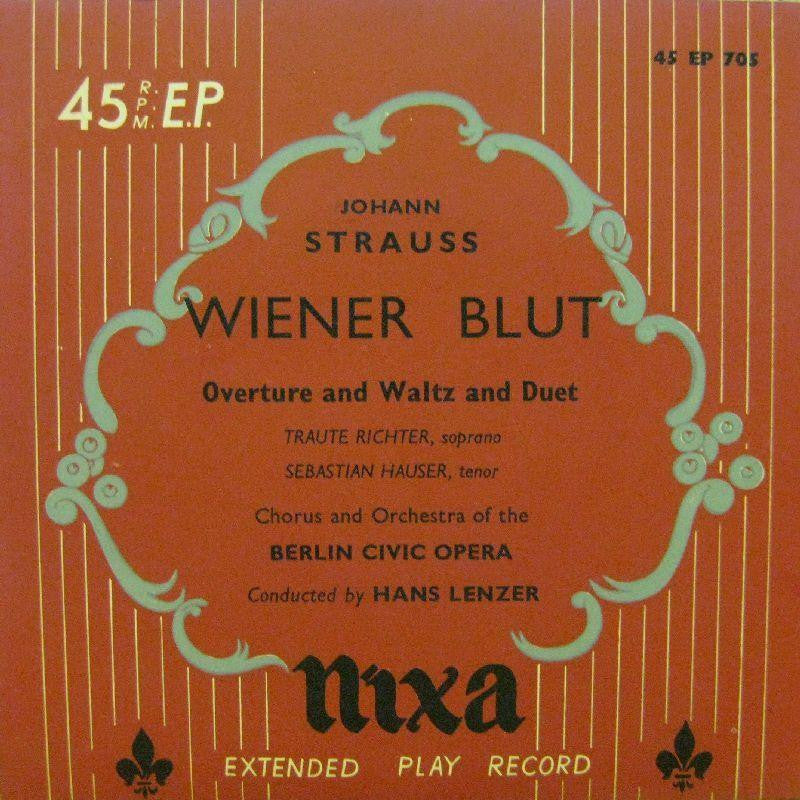 45 R.P.M. E.P.
45 EP 705
JOHANN
STRAUSS
WIENER BLUT
Overture and Waltz and Duet
TRAUTE RICHTER, soprano
SEBASTIAN HAUSER, tenor
Chorus and Orchestra of the
BERLIN CIVIC OPERA
Conducted by HANS LENZER
nixa
EXTENDED PLAY RECORD